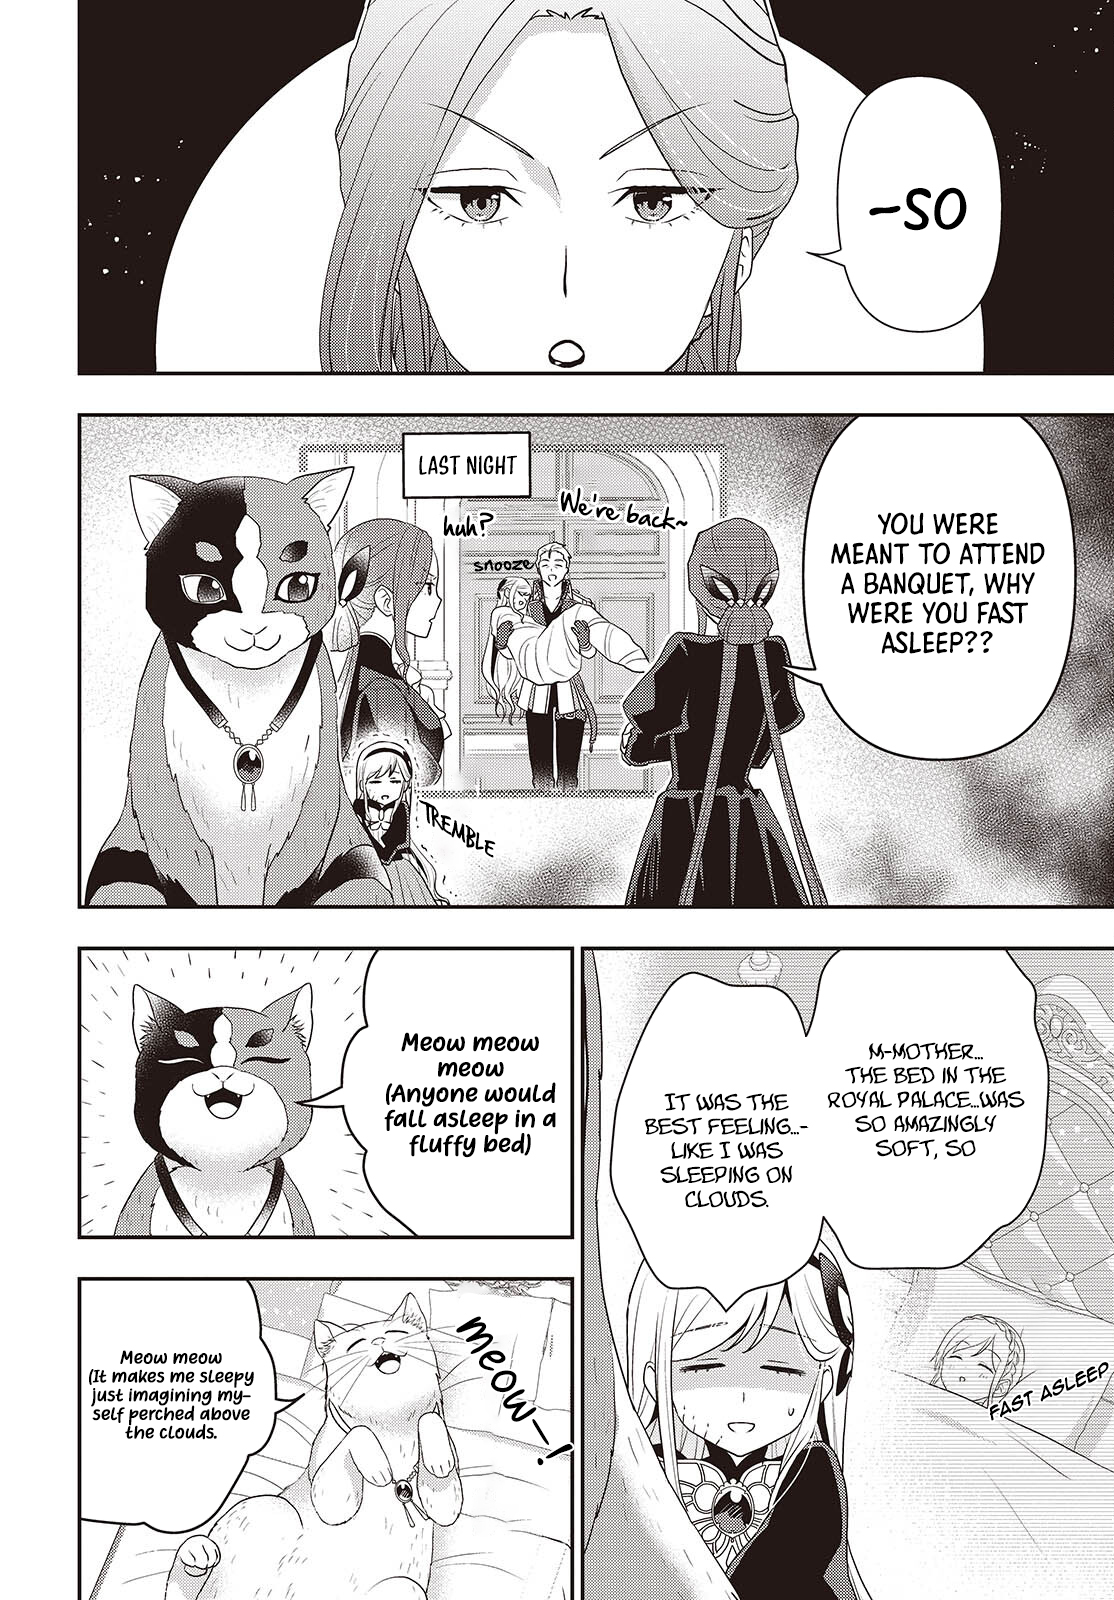 -SO
YOU WERE
MEANT TO ATTEND
A BANQUET, WHY
WERE YOU FAST
ASLEEP??
We're back~
LAST NIGHT
huh?
snooze
TREMBLE
M-MOTHER...
THE BED IN THE
ROYAL PALACE...WAS
SO AMAZINGLY
SOFT, SO
IT WAS THE
BEST FEELING...-
LIKE I WAS
SLEEPING ON
CLOUDS.
FAST ASLEEP
Meow meow
meow
(Anyone would
fall asleep in a
fluffy bed)
meow-!
Meow meow
(It makes me sleepy
just imagining my-
self perched above
the clouds.